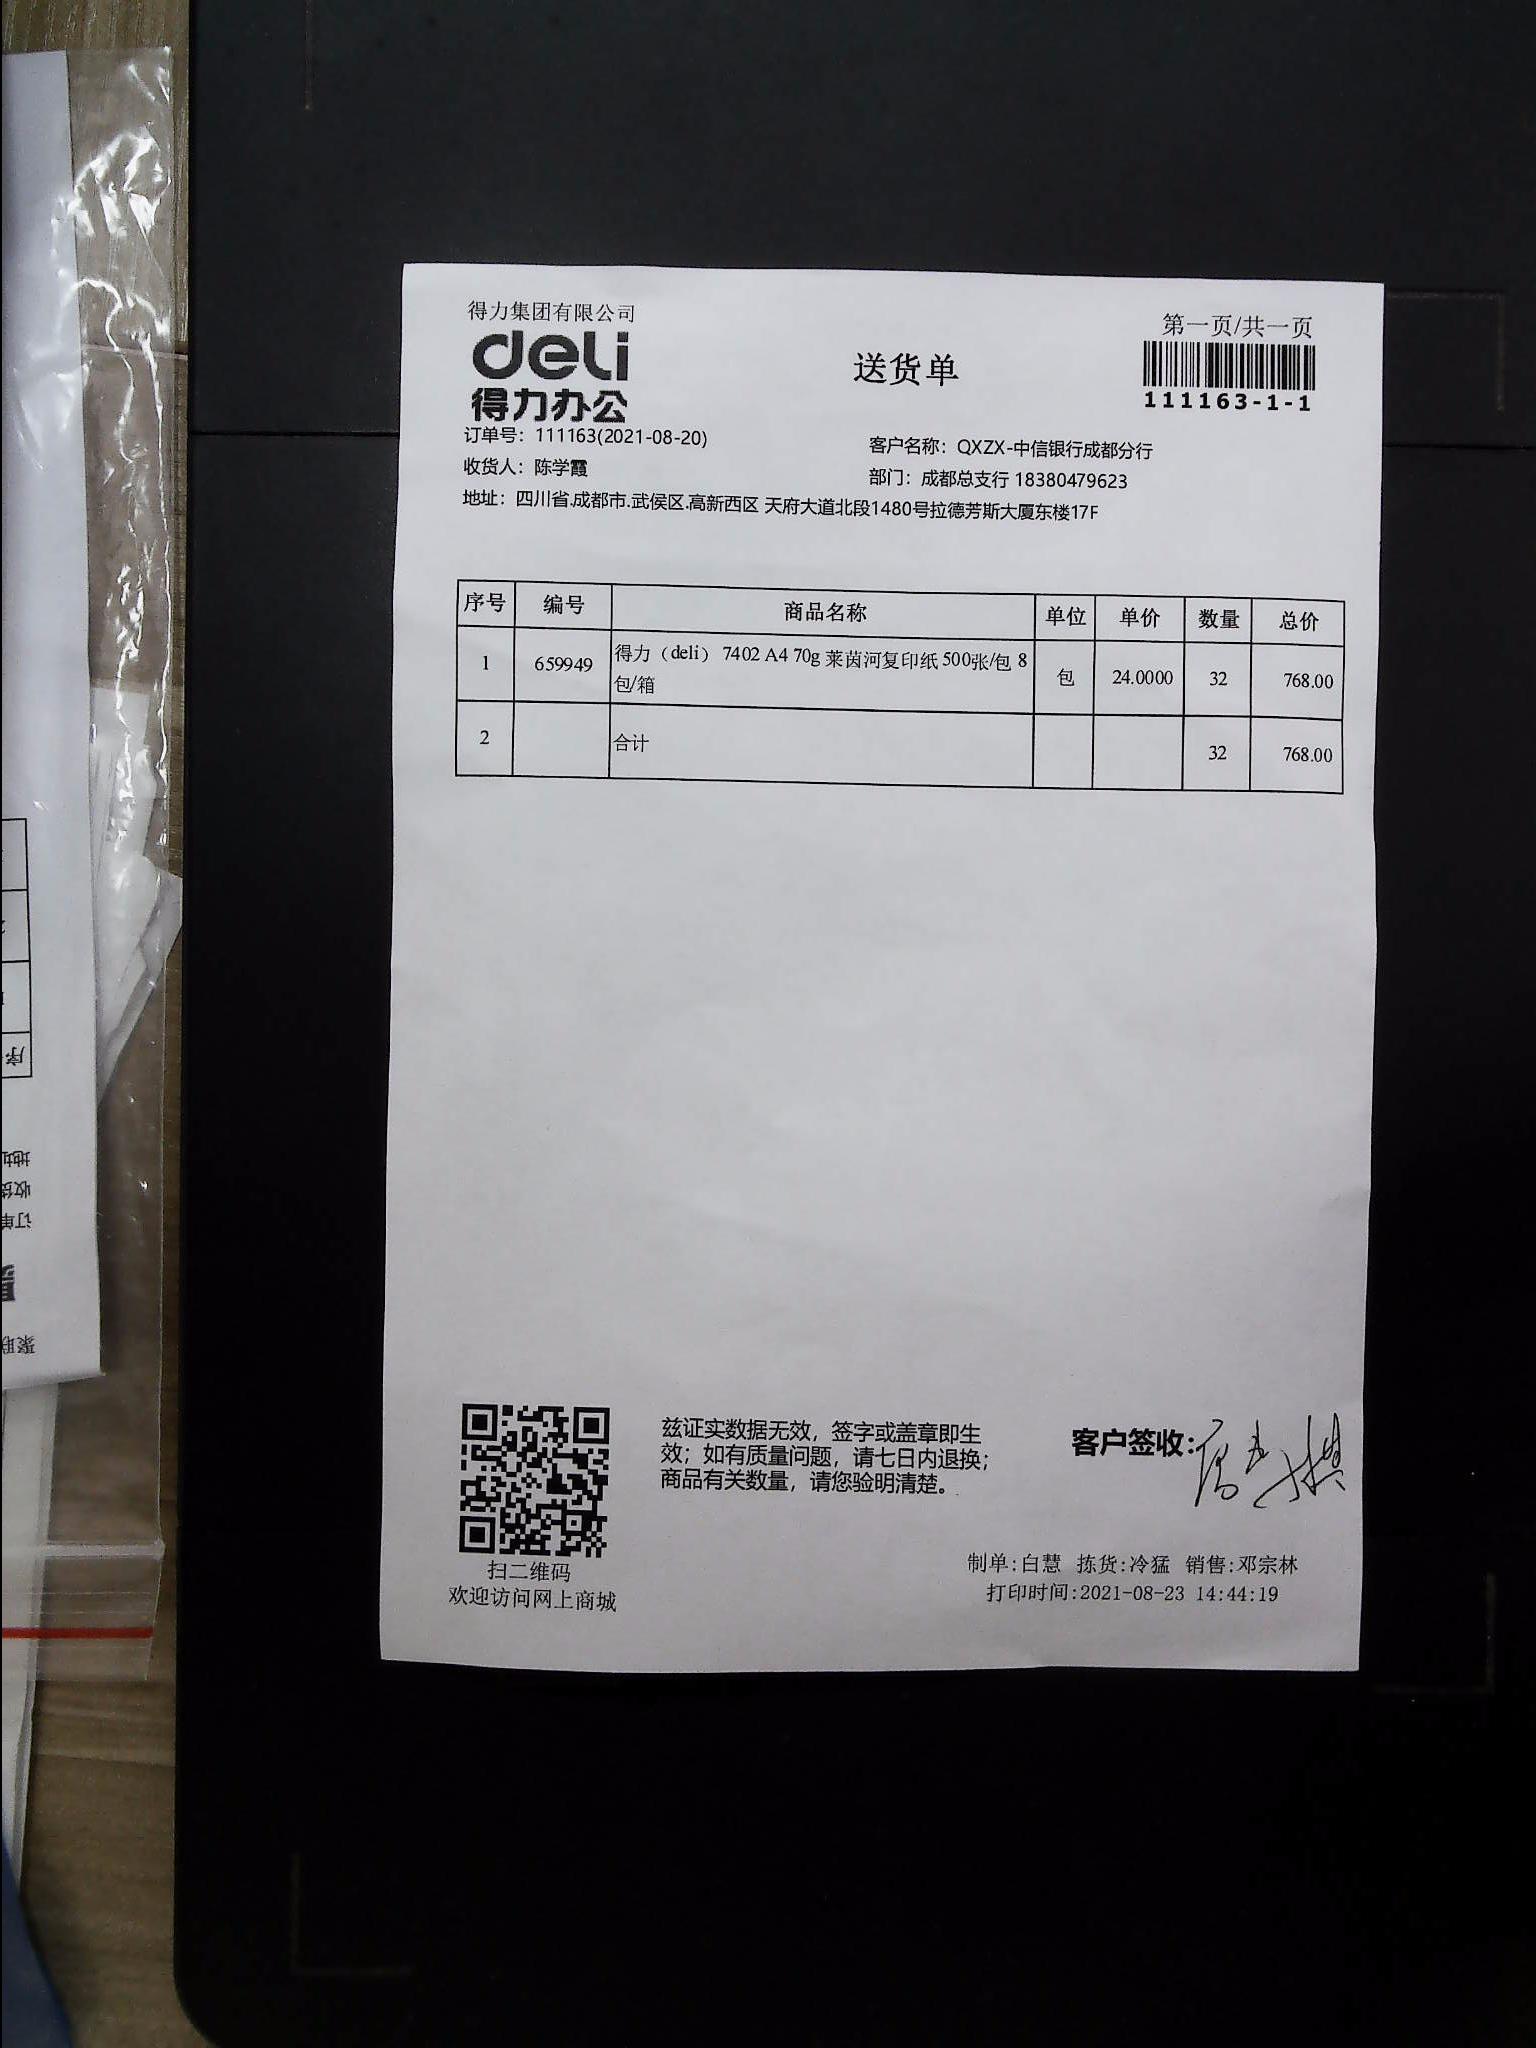 得力集团有限公司
deli
得力办公
送货单
第一页/共一页
111163-1-1
订单号：111163(2021-08-20)
客户名称：QXZX-中信银行成都分行
收货人：陈学霞
部门：成都总支行 18380479623
地址：四川省.成都市.武侯区.高新西区 天府大道北段1480号拉德芳斯大厦东楼17F
序号 编号 商品名称 单位 单价 数量 总价
1 659949 得力（deli） 7402 A4 70g 莱茵河复印纸 500张/包 8包/箱 包 24.0000 32 768.00
2 合计 32 768.00
兹证实数据无效，签字或盖章即生
效；如有质量问题，请七日内退换；
商品有关数量，请您验明清楚。
客户签收：
扫二维码
欢迎访问网上商城
制单:白慧 拣货:冷猛 销售:邓宗林
打印时间:2021-08-23 14:44:19
序
地址
收货
订单
聚联